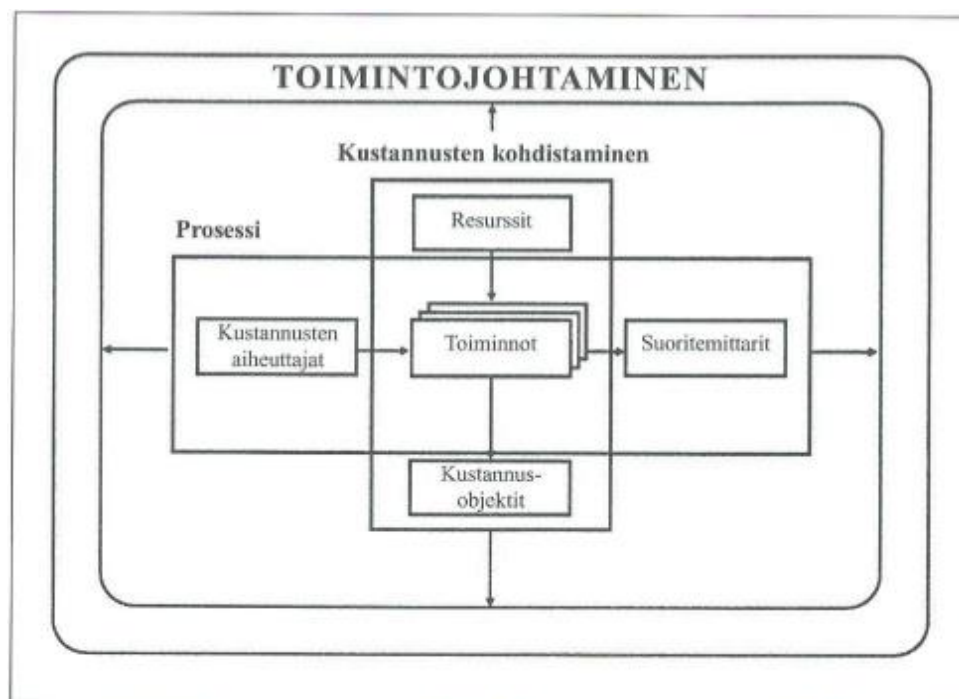 TOIMINTOJOHTAMINEN
Kustannusten kohdistaminen
Resurssit
Prosessi
Kustannusten
aiheuttajat
Toiminnot
Suoritemittarit
Kustannus-
objektit